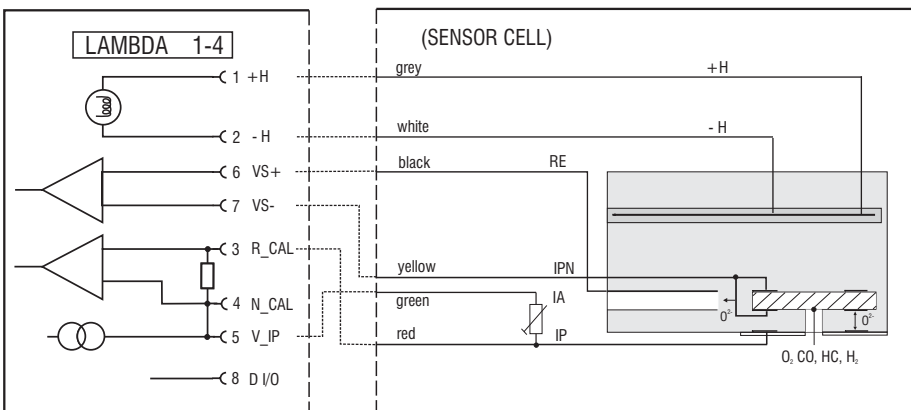 LAMBDA 1-4
(SENSOR CELL)
1 +H
grey
+H
2 -H
white
- H
6 VS+
black
RE
7 VS-
3 R_CAL
yellow
IPN
4 N_CAL
green
IA
5 V_IP
red
IP
O²-
O²-
O₂ CO, HC, H₂
8 D I/O